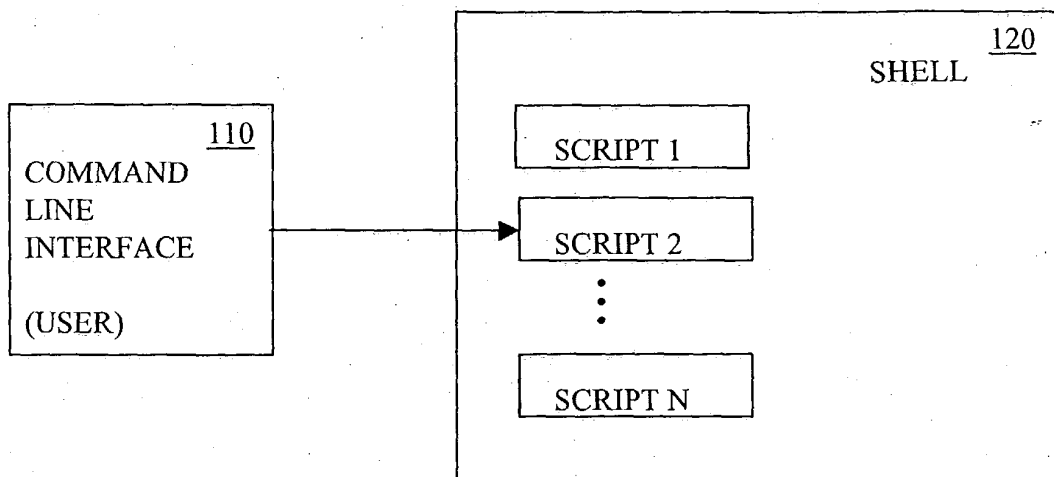 110
COMMAND
LINE
INTERFACE
(USER)
120
SHELL
SCRIPT 1
SCRIPT 2
SCRIPT N